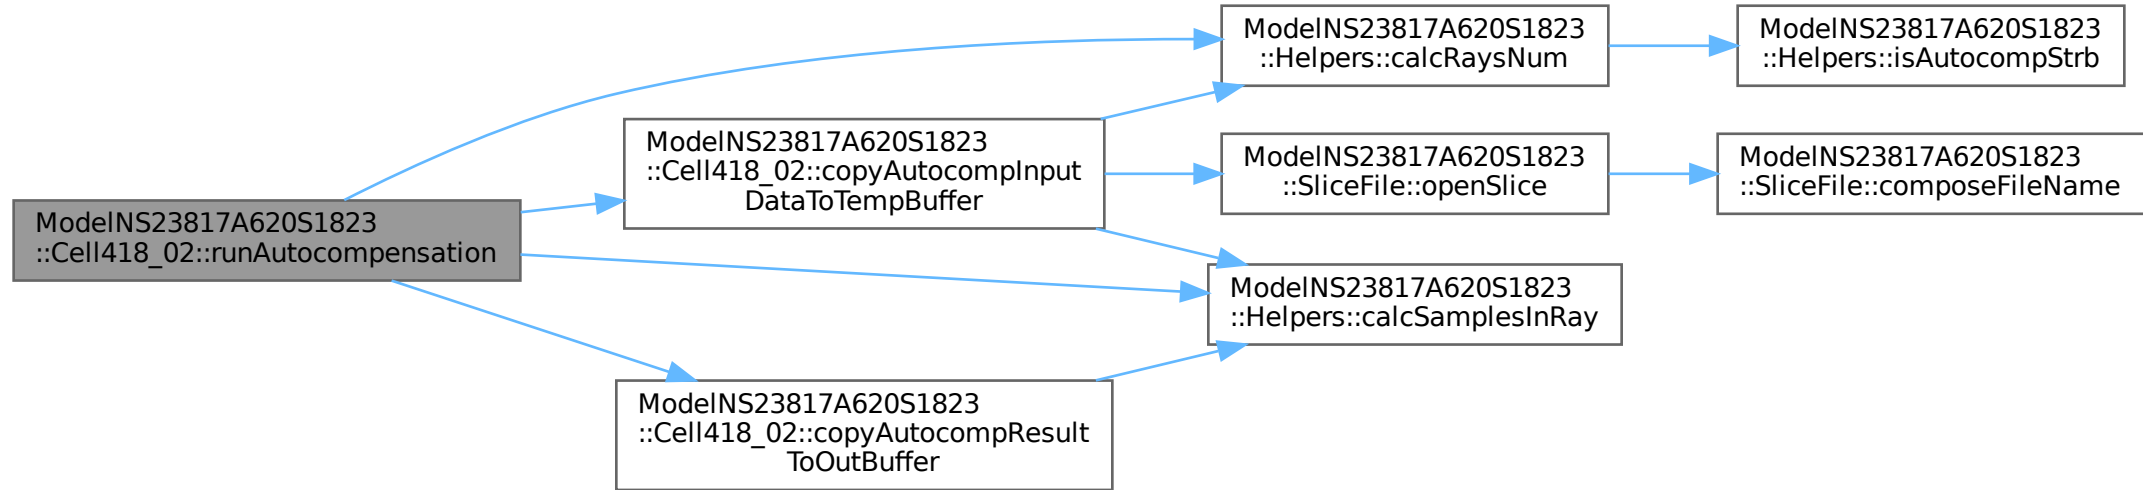 ModelNS23817A620S1823
::Cell418_02::runAutocompensation
ModelNS23817A620S1823
::Cell418_02::copyAutocompInput
DataToTempBuffer
ModelNS23817A620S1823
::Cell418_02::copyAutocompResult
ToOutBuffer
ModelNS23817A620S1823
::Helpers::calcRaysNum
ModelNS23817A620S1823
::SliceFile::openSlice
ModelNS23817A620S1823
::Helpers::calcSamplesInRay
ModelNS23817A620S1823
::Helpers::isAutocompStrb
ModelNS23817A620S1823
::SliceFile::composeFileName